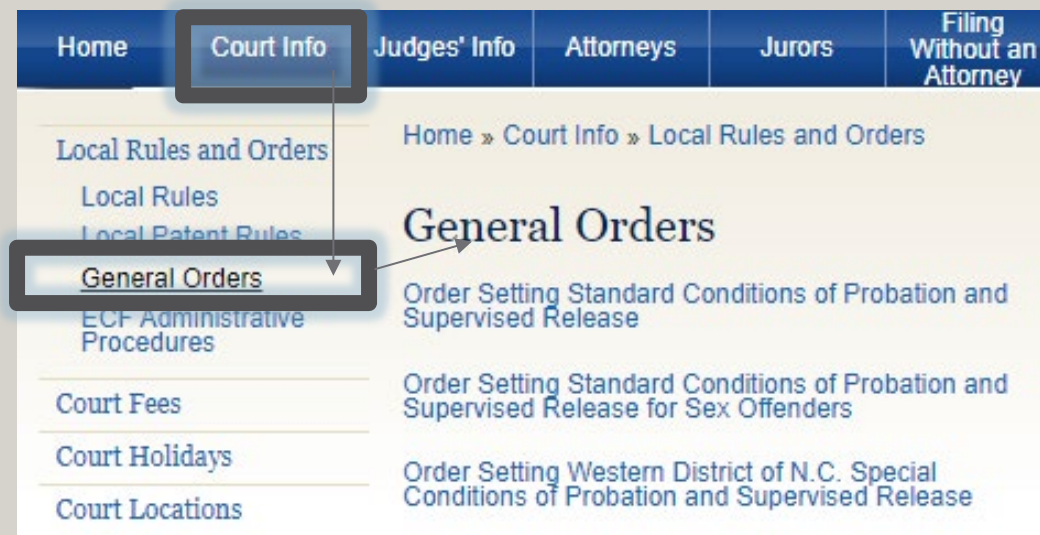 Home Court Info Judges' Info Attorneys Jurors Filing Without an Attorney
Local Rules and Orders
Local Rules
Local Patent Rules
General Orders
ECF Administrative
Procedures
Court Fees
Court Holidays
Court Locations
Home » Court Info » Local Rules and Orders
General Orders
Order Setting Standard Conditions of Probation and
Supervised Release
Order Setting Standard Conditions of Probation and
Supervised Release for Sex Offenders
Order Setting Western District of N.C. Special
Conditions of Probation and Supervised Release